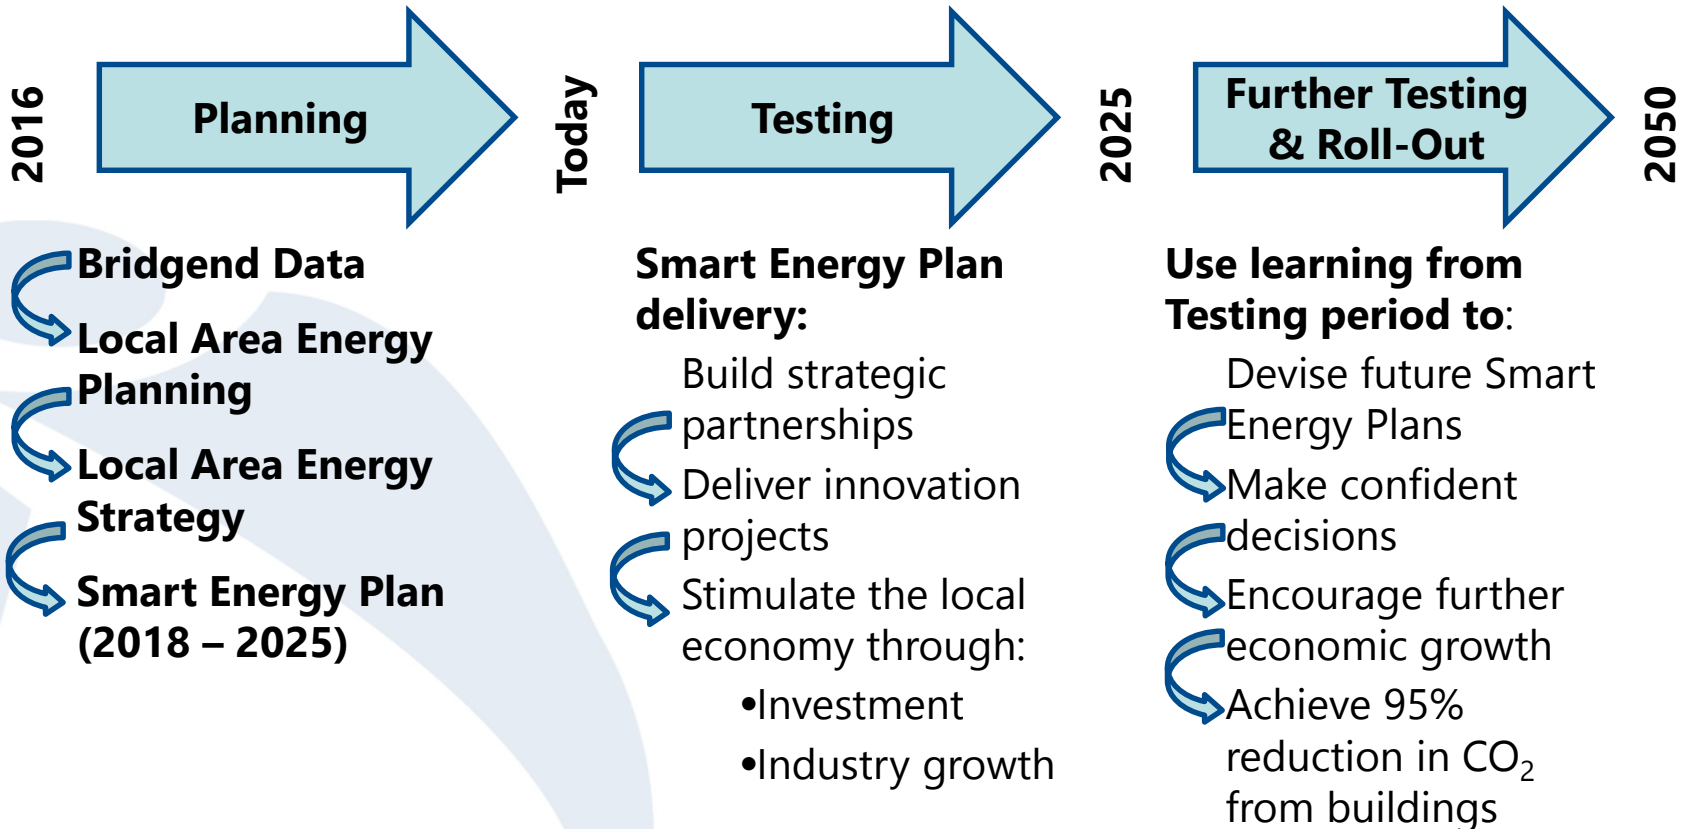 2016
Planning
Today
Testing
2025
Further Testing
& Roll-Out
2050
Bridgend Data
Local Area Energy
Planning
Local Area Energy
Strategy
Smart Energy Plan
(2018 – 2025)
Smart Energy Plan
delivery:
Build strategic
partnerships
Deliver innovation
projects
Stimulate the local
economy through:
•Investment
•Industry growth
Use learning from
Testing period to:
Devise future Smart
Energy Plans
Make confident
decisions
Encourage further
economic growth
Achieve 95%
reduction in CO₂
from buildings